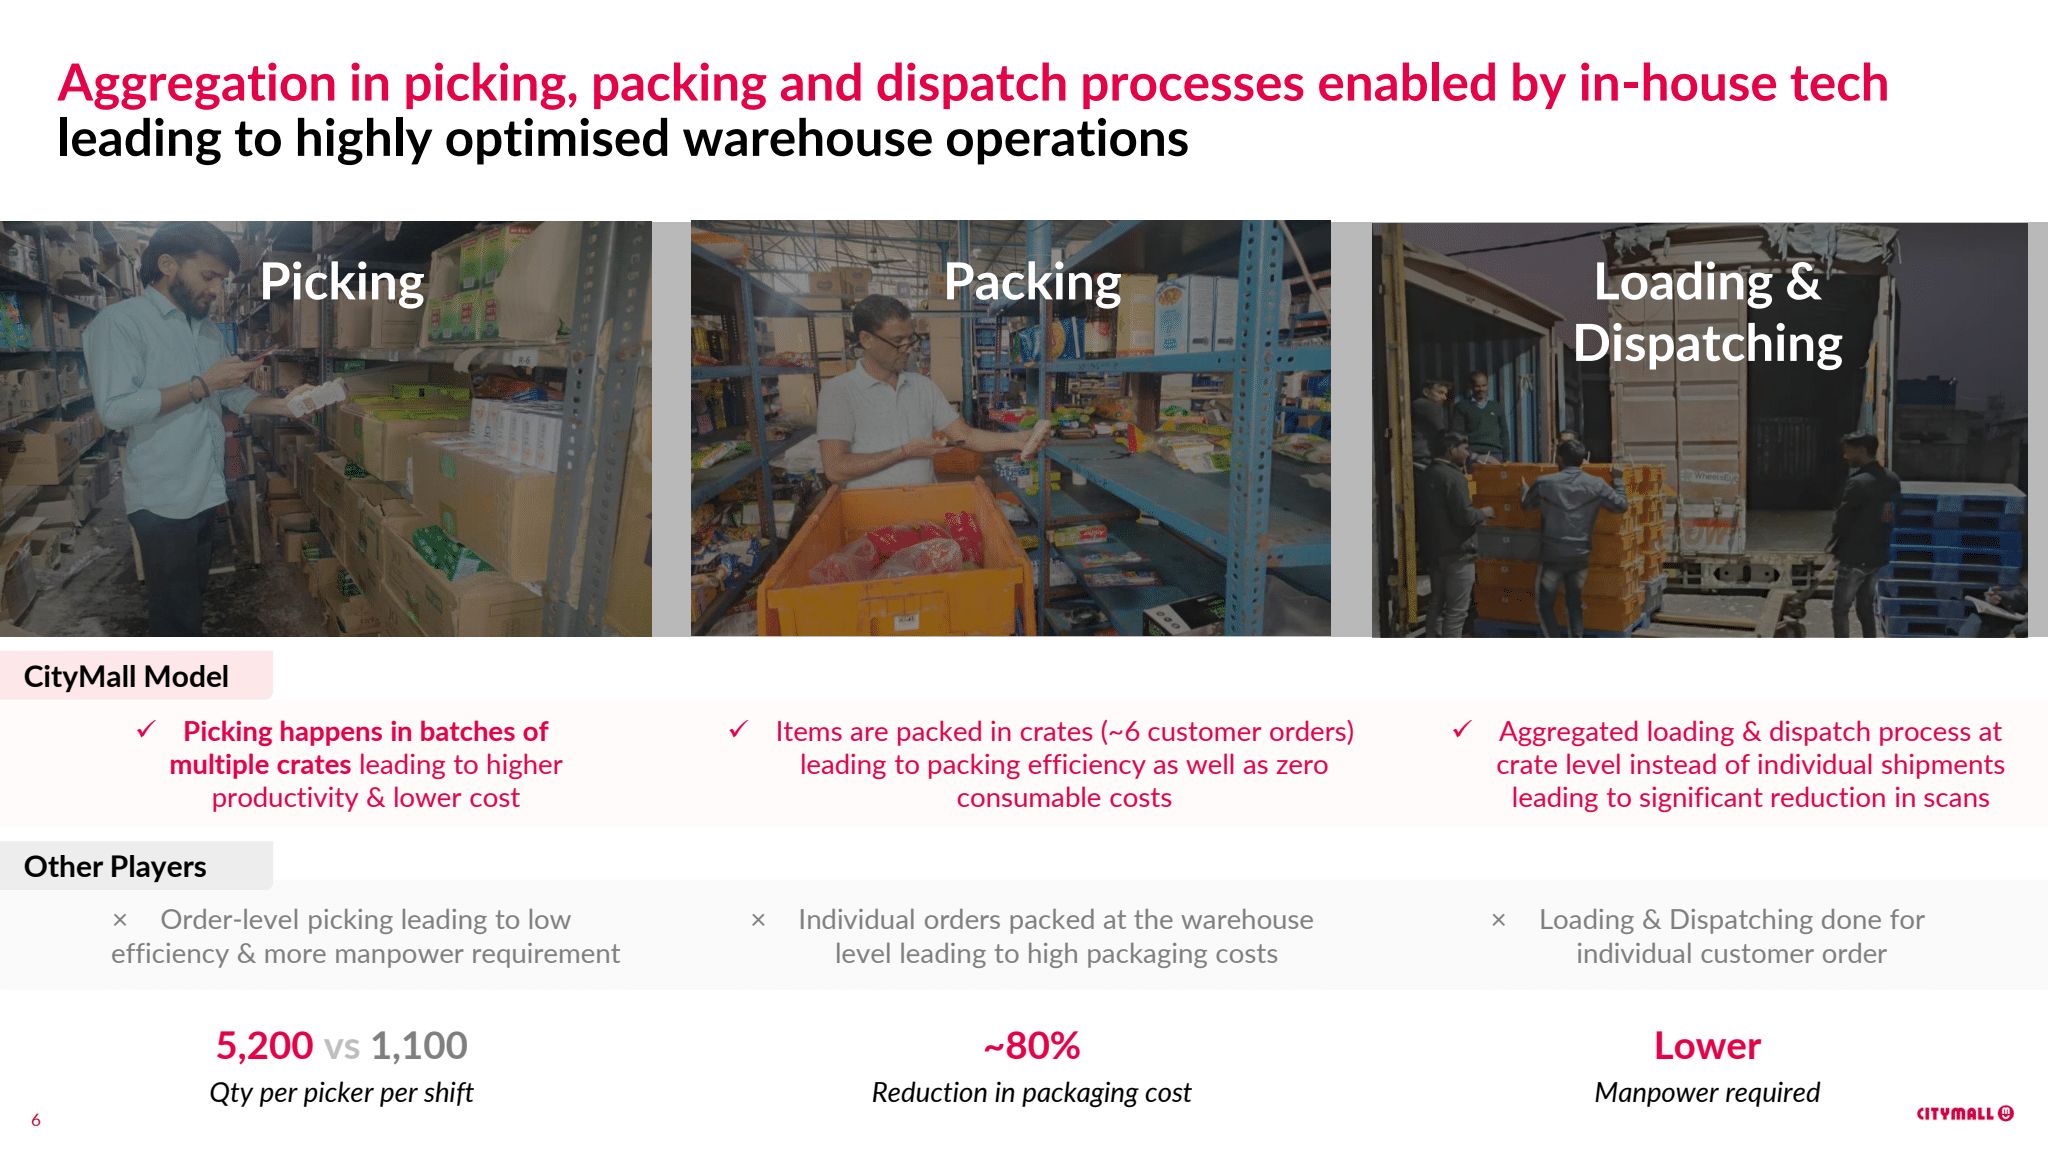 Aggregation in picking, packing and dispatch processes enabled by in-house tech
leading to highly optimised warehouse operations
Picking
Packing
Loading &
Dispatching
R-6
CityMall Model
✓ Picking happens in batches of
multiple crates leading to higher
productivity & lower cost
✓ Items are packed in crates (~6 customer orders)
leading to packing efficiency as well as zero
consumable costs
✓ Aggregated loading & dispatch process at
crate level instead of individual shipments
leading to significant reduction in scans
Other Players
× Order-level picking leading to low
efficiency & more manpower requirement
× Individual orders packed at the warehouse
level leading to high packaging costs
× Loading & Dispatching done for
individual customer order
5,200 vs 1,100
Qty per picker per shift
~80%
Reduction in packaging cost
Lower
Manpower required
6
CITYMALL